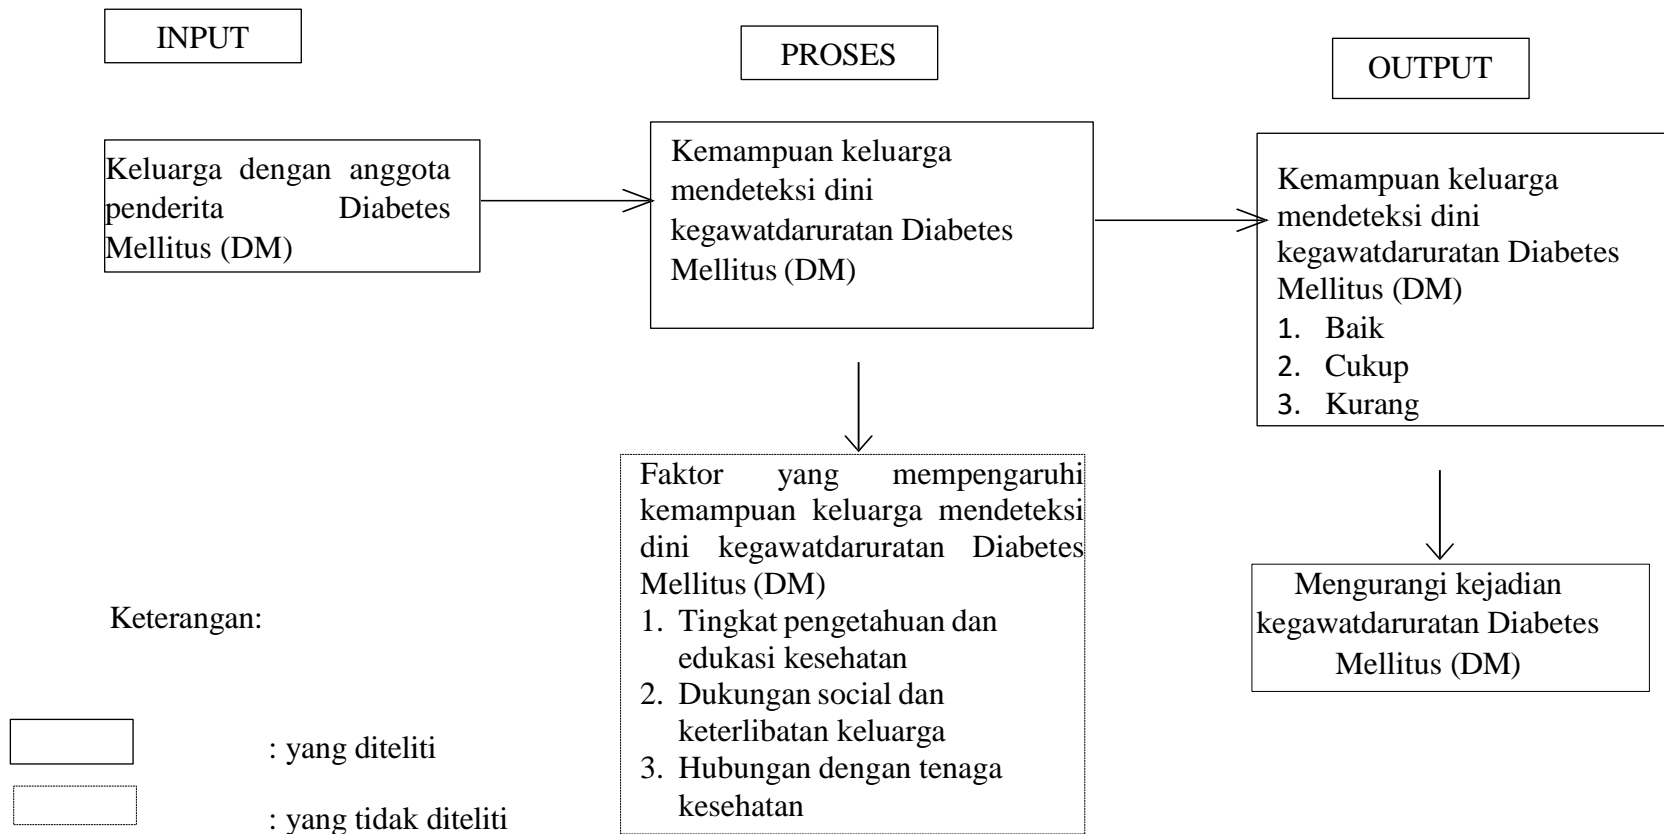 INPUT
PROSES
OUTPUT
Keluarga dengan anggota
penderita Diabetes
Mellitus (DM)
Kemampuan keluarga
mendeteksi dini
kegawatdaruratan Diabetes
Mellitus (DM)
Kemampuan keluarga
mendeteksi dini
kegawatdaruratan Diabetes
Mellitus (DM)
1. Baik
2. Cukup
3. Kurang
Faktor yang mempengaruhi
kemampuan keluarga mendeteksi
dini kegawatdaruratan Diabetes
Mellitus (DM)
1. Tingkat pengetahuan dan
edukasi kesehatan
2. Dukungan social dan
keterlibatan keluarga
3. Hubungan dengan tenaga
kesehatan
Mengurangi kejadian
kegawatdaruratan Diabetes
Mellitus (DM)
Keterangan:
: yang diteliti
: yang tidak diteliti